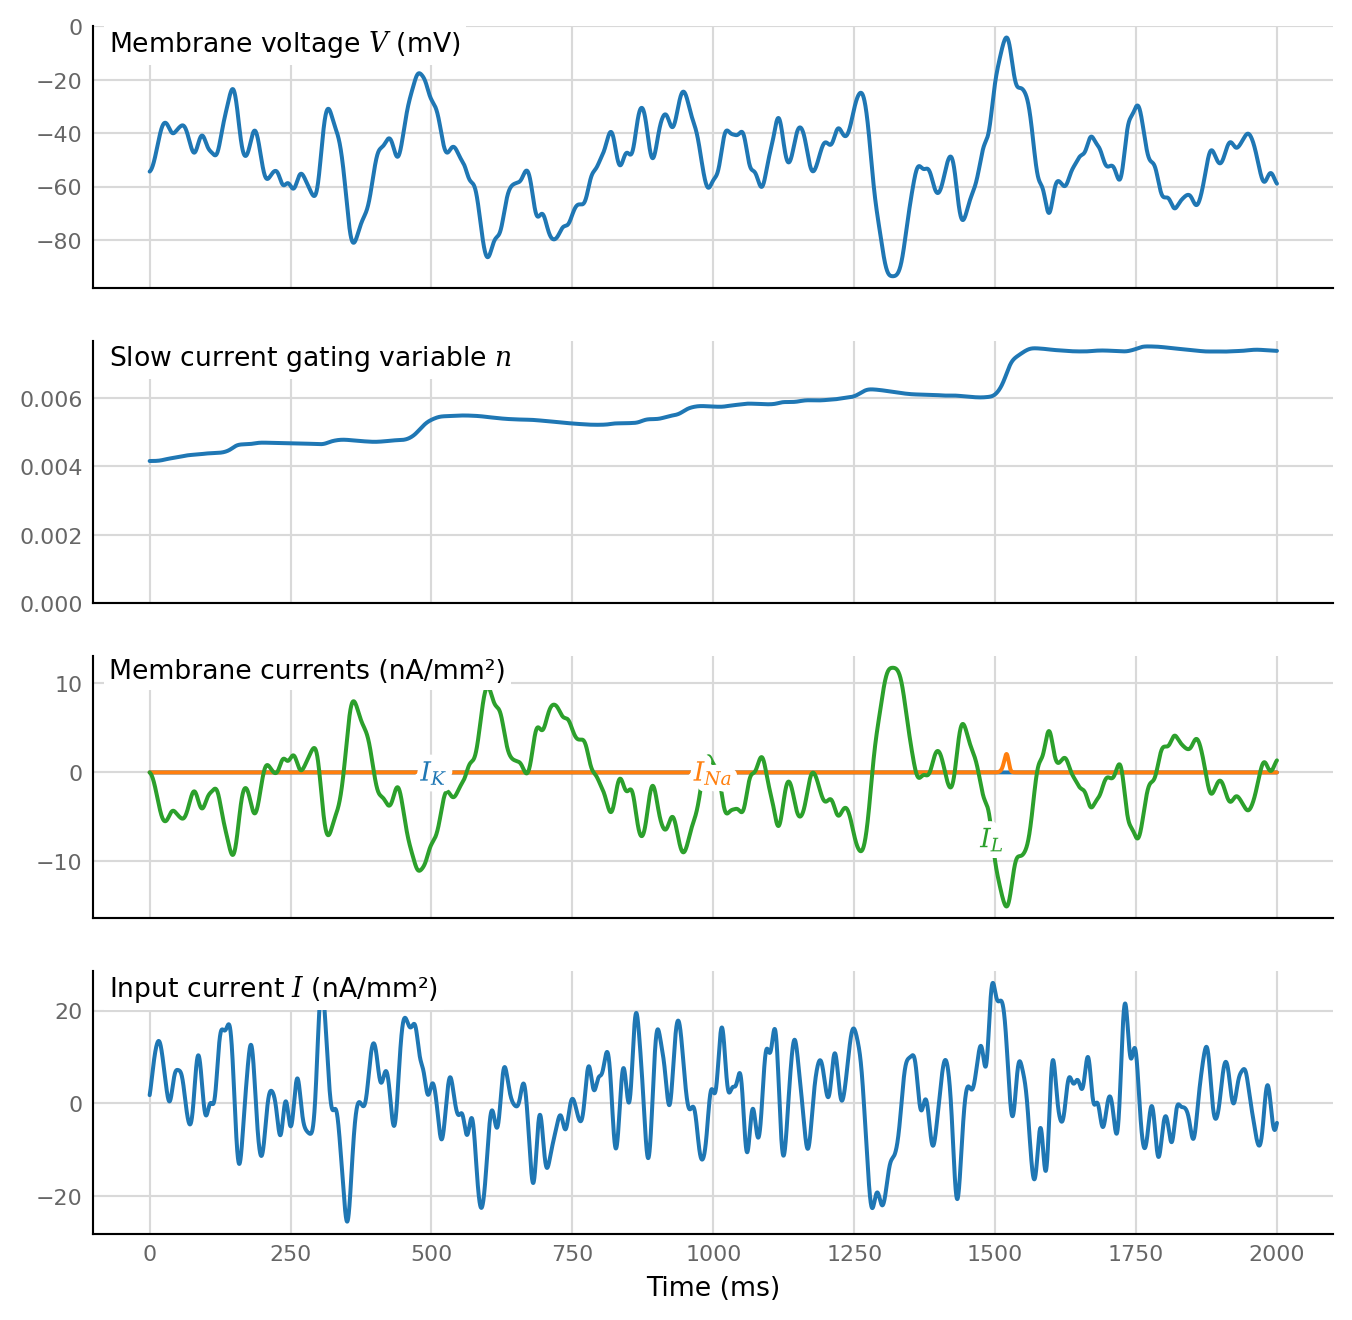 Membrane voltage V (mV)
0
−20
−40
−60
−80
Slow current gating variable n
0.006
0.004
0.002
0.000
Membrane currents (nA/mm²)
10
0
−10
I_K
I_Na
I_L
Input current I (nA/mm²)
20
0
−20
0 250 500 750 1000 1250 1500 1750 2000
Time (ms)